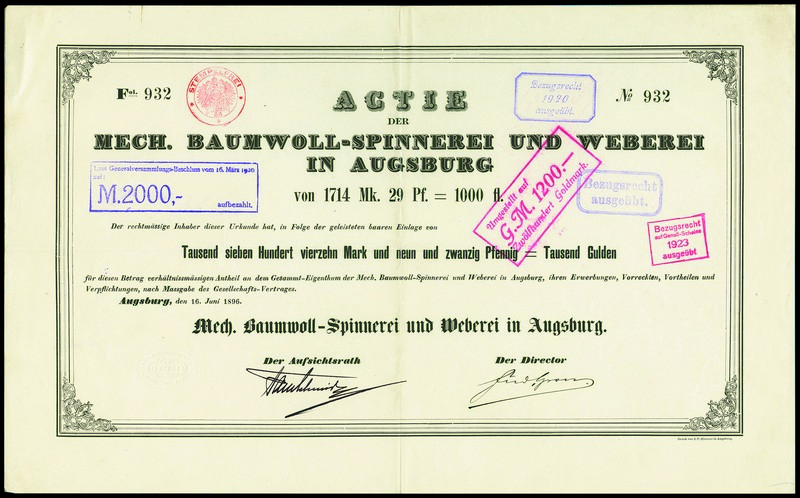 Fol. 932
STEMPELFREI
Bezugsrecht
1920
ausgeübt.
№ 932
ACTIE
DER
MECH. BAUMWOLL-SPINNEREI UND WEBEREI
IN AUGSBURG
Laut Generalversammlungs-Beschluss vom 16. März 1920
auf:
M.2000,-
aufbezahlt.
von 1714 Mk. 29 Pf. = 1000 fl.
Umgestellt auf
G.M. 1200.-
Zwölfhundert Goldmark.
Bezugsrecht
ausgeübt.
Bezugsrecht
auf Genuß-Scheine
1923
ausgeübt
Der rechtmässige Inhaber dieser Urkunde hat, in Folge der geleisteten baaren Einlage von
Tausend sieben Hundert vierzehn Mark und neun und zwanzig Pfennig = Tausend Gulden
für diesen Betrag verhältnissmässigen Antheil an dem Gesammt-Eigenthum der Mech. Baumwoll-Spinnerei und Weberei in Augsburg, ihren Erwerbungen, Vorrechten, Vortheilen und
Verpflichtungen, nach Massgabe des Gesellschafts-Vertrages.
Augsburg, den 16. Juni 1896.
Mech. Baumwoll-Spinnerei und Weberei in Augsburg.
Der Aufsichtsrath
Der Director